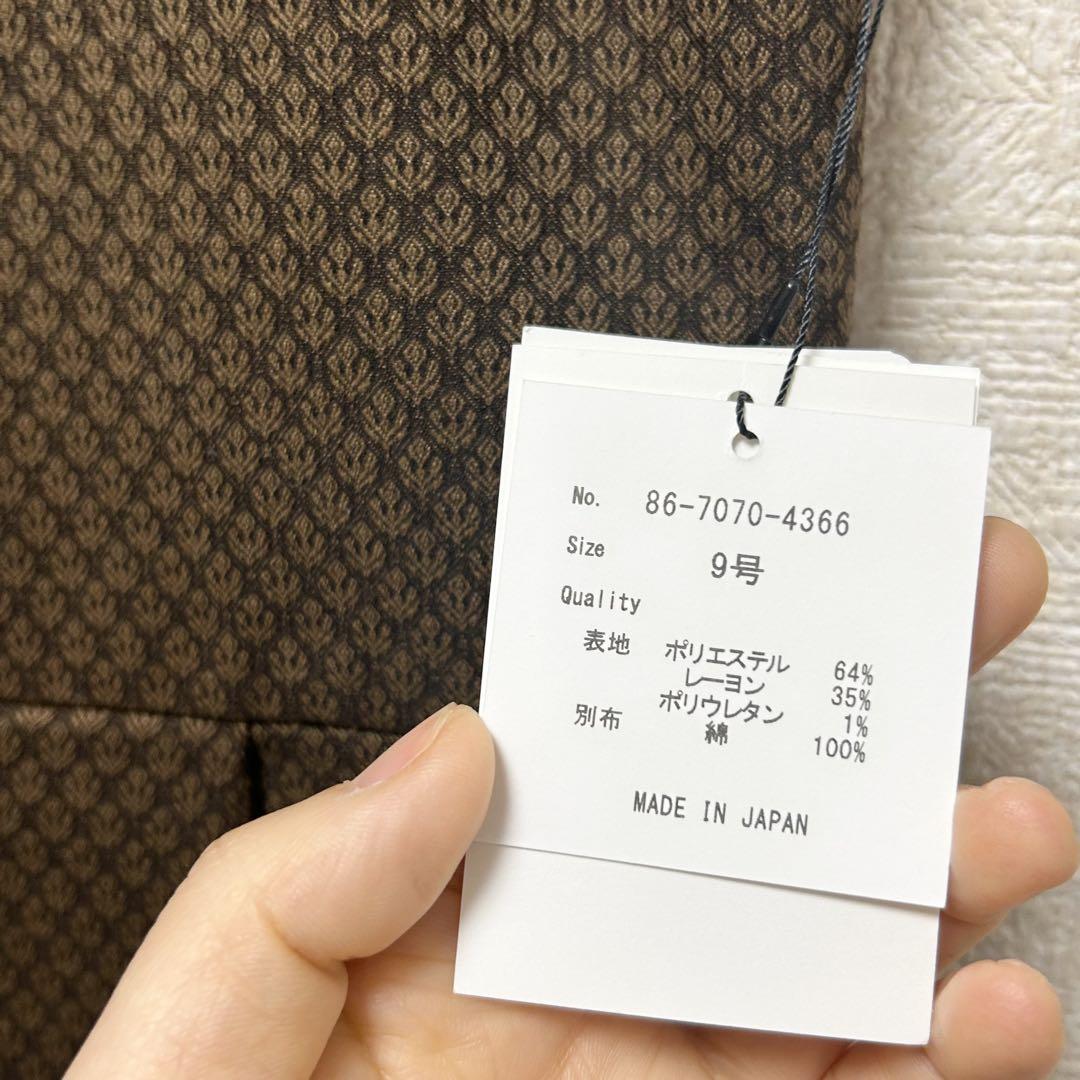 No. 86-7070-4366
Size 9号
Quality
表地 ポリエステル 64%
レーヨン 35%
ポリウレタン 1%
別布 綿 100%
MADE IN JAPAN